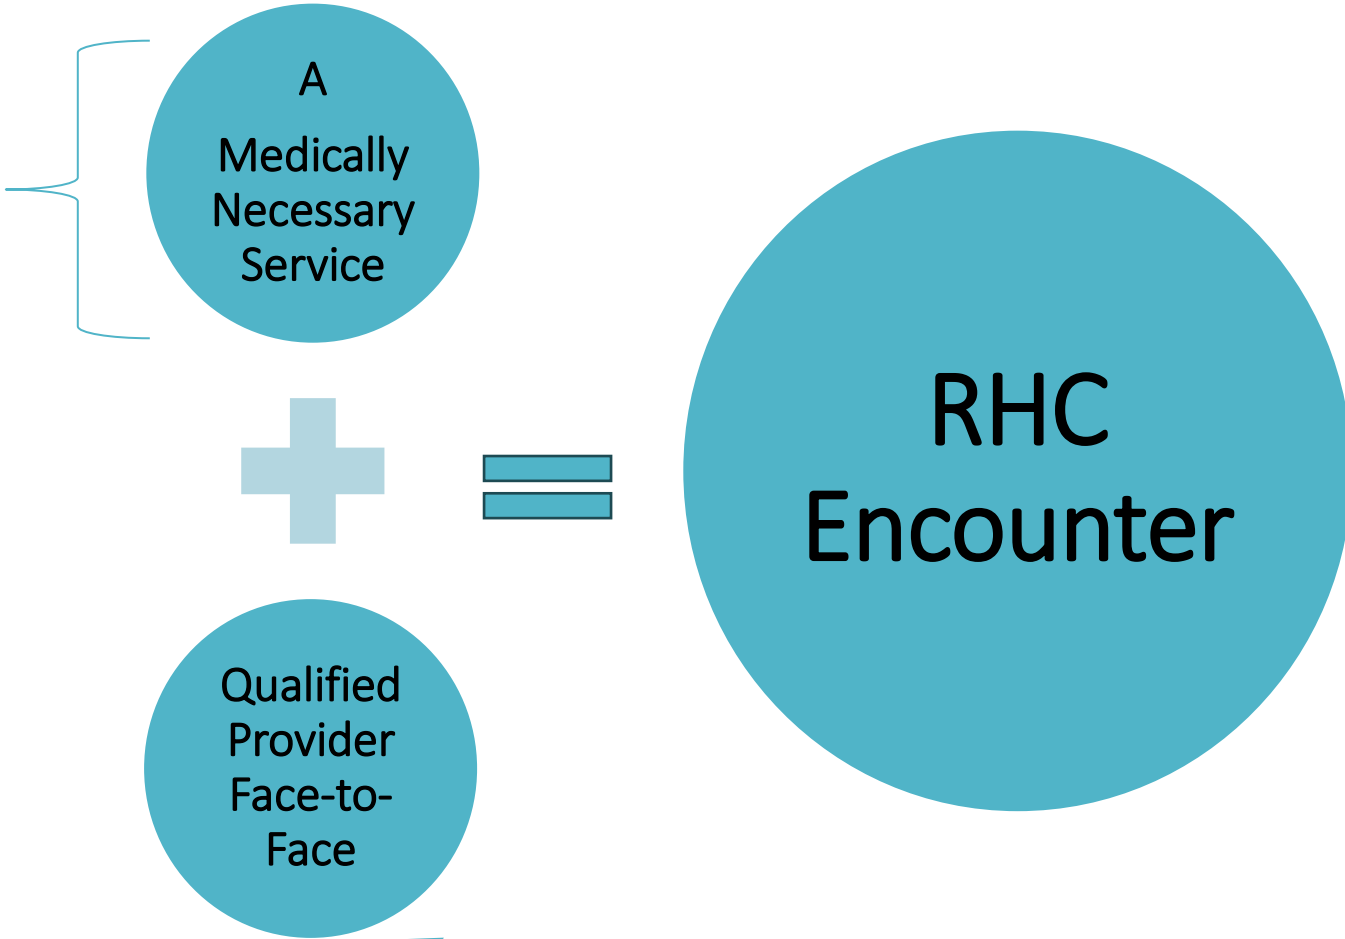 A
Medically
Necessary
Service
Qualified
Provider
Face-to-
Face
RHC
Encounter